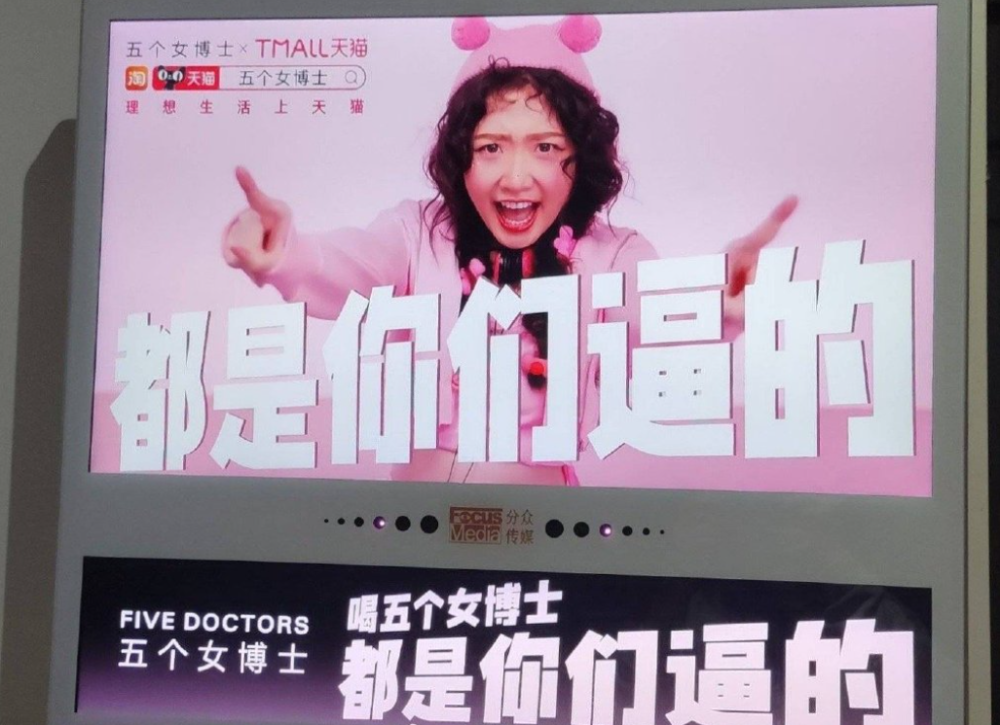 五个女博士×TMALL天猫
淘 天猫 五个女博士
理想生活上天猫
都是你们逼的
FOCUS Media 分众传媒
FIVE DOCTORS
五个女博士
喝五个女博士
都是你们逼的